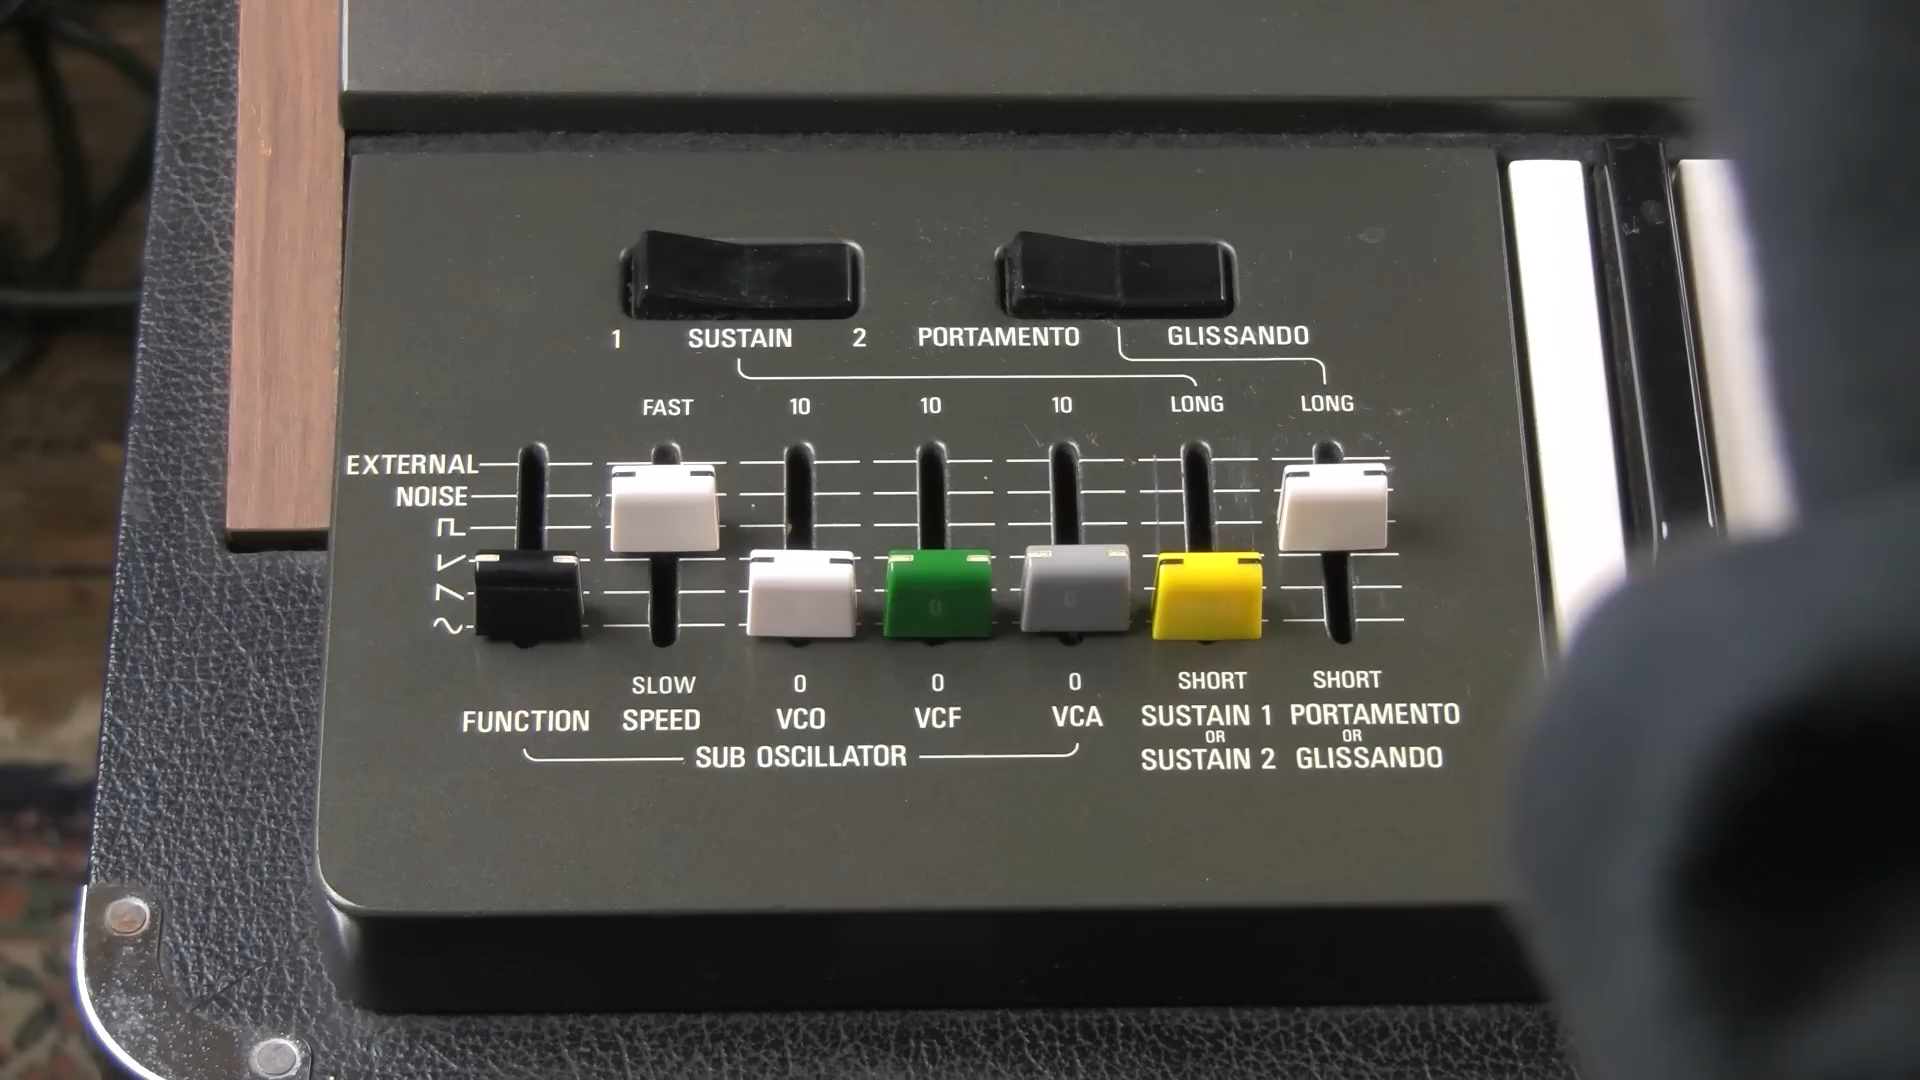 1 SUSTAIN 2 PORTAMENTO GLISSANDO
FAST 10 10 10 LONG LONG
EXTERNAL
NOISE
SLOW 0 0 0 SHORT SHORT
FUNCTION SPEED VCO VCF VCA SUSTAIN 1 PORTAMENTO
OR OR
SUB OSCILLATOR SUSTAIN 2 GLISSANDO